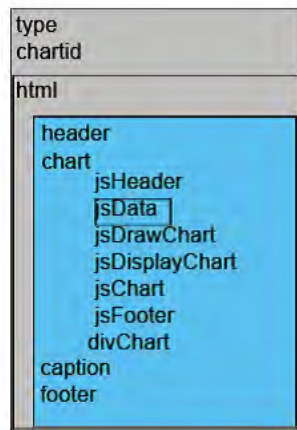 type
chartid
html
header
chart
jsHeader
jsData
jsDrawChart
jsDisplayChart
jsChart
jsFooter
divChart
caption
footer